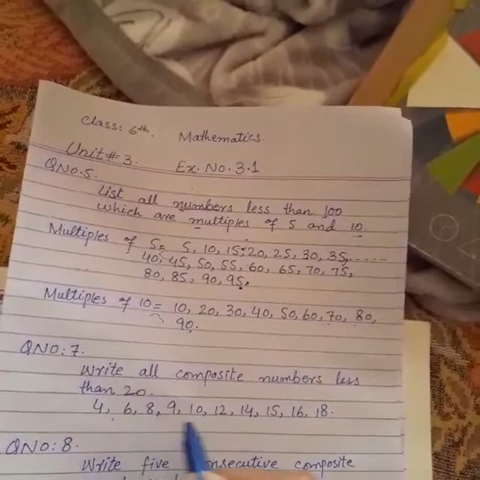 Class: 6th. Mathematics.
Unit # 3. Ex. No. 3.1
QNO.5
List all numbers less than 100
which are multiples of 5 and 10.
Multiples of 5= 5, 10, 15, 20, 25, 30, 35,.....
40, 45, 50, 55, 60, 65, 70, 75,
80, 85, 90, 95.
Multiples of 10= 10, 20, 30, 40, 50, 60, 70, 80,
90.
QNO:7.
Write all composite numbers less
than 20.
4, 6, 8, 9, 10, 12, 14, 15, 16, 18.
QNO:8.
Write five consecutive composite